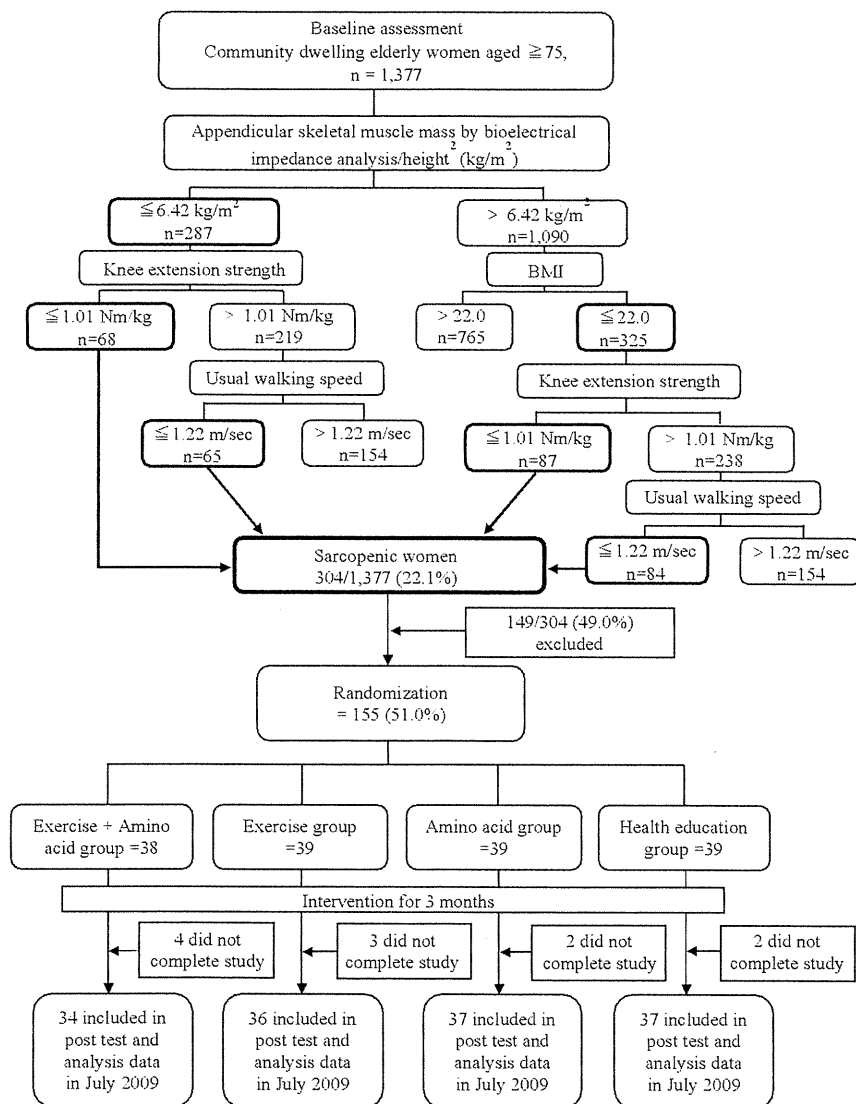 Baseline assessment
Community dwelling elderly women aged ≧75,
n = 1,377
Appendicular skeletal muscle mass by bioelectrical
impedance analysis/height² (kg/m²)
≦6.42 kg/m²
n=287
> 6.42 kg/m²
n=1,090
Knee extension strength
BMI
≦1.01 Nm/kg
n=68
> 1.01 Nm/kg
n=219
> 22.0
n=765
≦22.0
n=325
Usual walking speed
Knee extension strength
≦1.22 m/sec
n=65
> 1.22 m/sec
n=154
≦1.01 Nm/kg
n=87
> 1.01 Nm/kg
n=238
Usual walking speed
Sarcopenic women
304/1,377 (22.1%)
≦1.22 m/sec
n=84
> 1.22 m/sec
n=154
149/304 (49.0%)
excluded
Randomization
= 155 (51.0%)
Exercise + Amino
acid group =38
Exercise group
=39
Amino acid group
=39
Health education
group =39
Intervention for 3 months
4 did not
complete study
3 did not
complete study
2 did not
complete study
2 did not
complete study
34 included in
post test and
analysis data
in July 2009
36 included in
post test and
analysis data
in July 2009
37 included in
post test and
analysis data
in July 2009
37 included in
post test and
analysis data
in July 2009